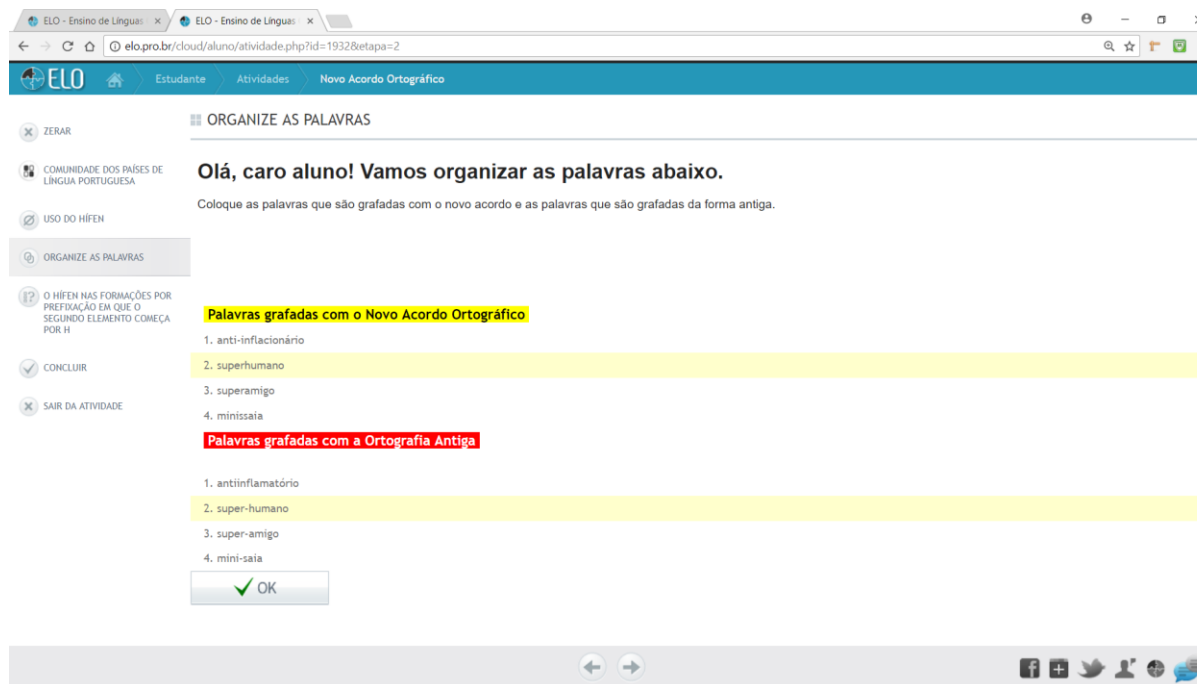 ELO - Ensino de Línguas
ELO - Ensino de Línguas
elo.pro.br/cloud/aluno/atividade.php?id=1932&etapa=2
ELO Estudante Atividades Novo Acordo Ortográfico
ZERAR
COMUNIDADE DOS PAÍSES DE
LÍNGUA PORTUGUESA
USO DO HÍFEN
ORGANIZE AS PALAVRAS
O HÍFEN NAS FORMAÇÕES POR
PREFIXAÇÃO EM QUE O
SEGUNDO ELEMENTO COMEÇA
POR H
CONCLUIR
SAIR DA ATIVIDADE
ORGANIZE AS PALAVRAS
Olá, caro aluno! Vamos organizar as palavras abaixo.
Coloque as palavras que são grafadas com o novo acordo e as palavras que são grafadas da forma antiga.
Palavras grafadas com o Novo Acordo Ortográfico
1. anti-inflacionário
2. superhumano
3. superamigo
4. minissaia
Palavras grafadas com a Ortografia Antiga
1. antiinflamatório
2. super-humano
3. super-amigo
4. mini-saia
OK